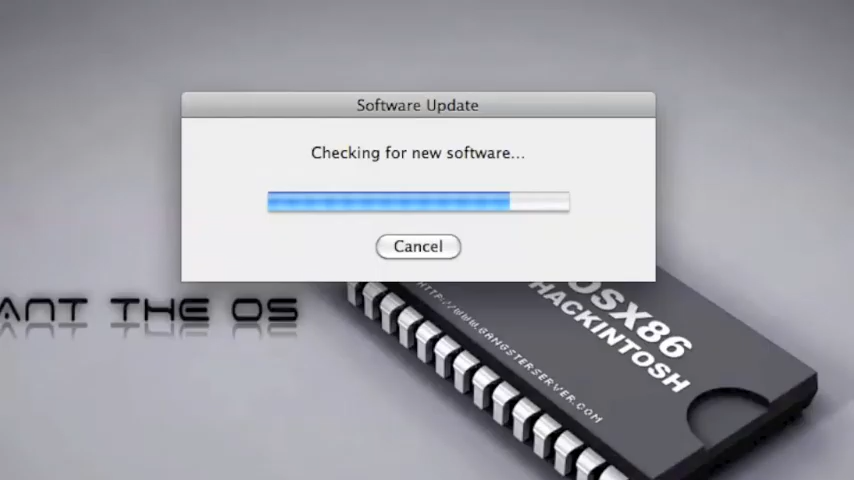 Software Update
Checking for new software...
Cancel
ANT THE OS
OSX86
HACKINTOSH
HTTP://WWW.GANGSTERSERVER.COM